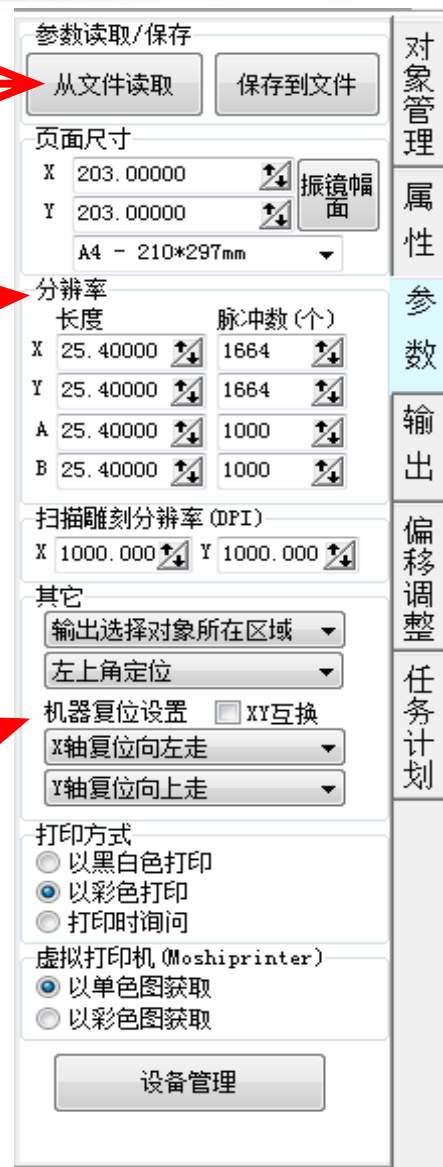 参数读取/保存
从文件读取 保存到文件
页面尺寸
X 203.00000
Y 203.00000
振镜幅面
A4 - 210*297mm
分辨率
长度 脉冲数(个)
X 25.40000 1664
Y 25.40000 1664
A 25.40000 1000
B 25.40000 1000
扫描雕刻分辨率(DPI)
X 1000.000 Y 1000.000
其它
输出选择对象所在区域
左上角定位
机器复位设置 XY互换
X轴复位向左走
Y轴复位向上走
打印方式
以黑白色打印
以彩色打印
打印时询问
虚拟打印机(Moshiprinter)
以单色图获取
以彩色图获取
设备管理
对象管理
属性
参数
输出
偏移调整
任务计划